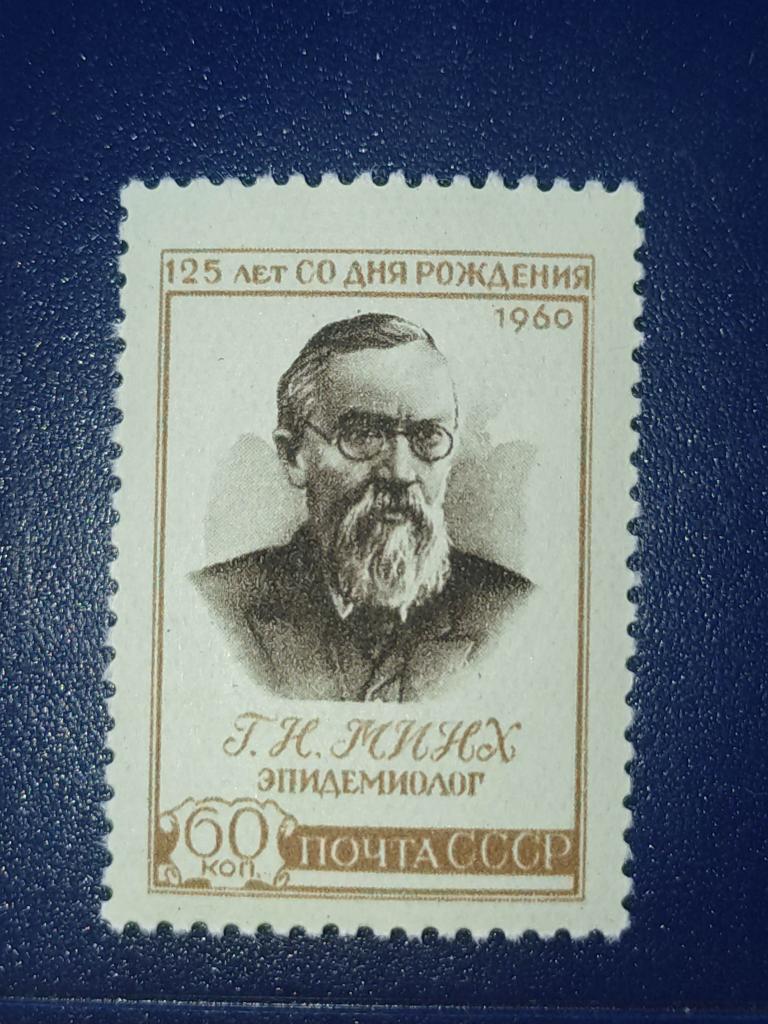 125 лет СО ДНЯ РОЖДЕНИЯ
1960
Г. Н. МИНХ
ЭПИДЕМИОЛОГ
60
КОП.
ПОЧТА СССР